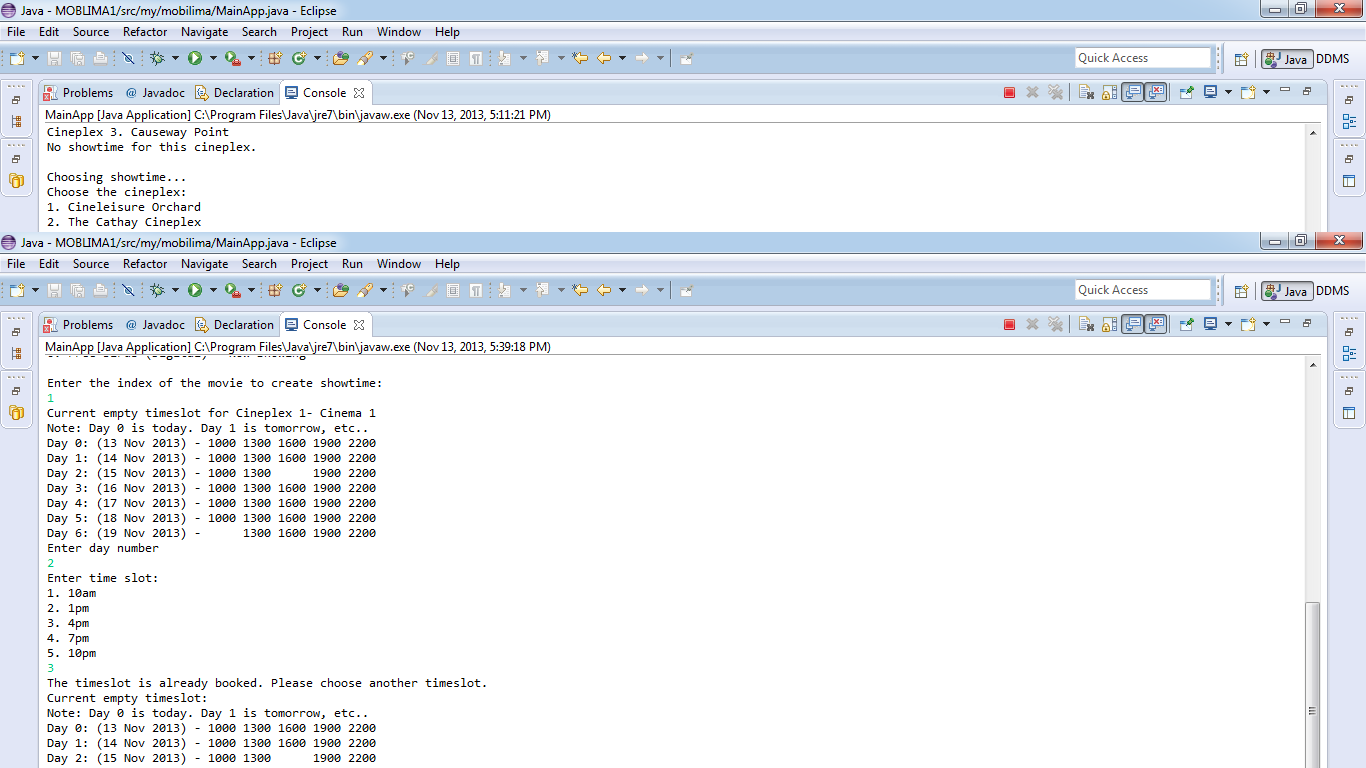 Java - MOBLIMA1/src/my/mobilima/MainApp.java - Eclipse
File Edit Source Refactor Navigate Search Project Run Window Help
Quick Access Java DDMS
Problems @ Javadoc Declaration Console
MainApp [Java Application] C:\Program Files\Java\jre7\bin\javaw.exe (Nov 13, 2013, 5:11:21 PM)
Cineplex 3. Causeway Point
No showtime for this cineplex.
Choosing showtime...
Choose the cineplex:
1. Cineleisure Orchard
2. The Cathay Cineplex
Java - MOBLIMA1/src/my/mobilima/MainApp.java - Eclipse
File Edit Source Refactor Navigate Search Project Run Window Help
Quick Access Java DDMS
Problems @ Javadoc Declaration Console
MainApp [Java Application] C:\Program Files\Java\jre7\bin\javaw.exe (Nov 13, 2013, 5:39:18 PM)
Enter the index of the movie to create showtime:
1
Current empty timeslot for Cineplex 1- Cinema 1
Note: Day 0 is today. Day 1 is tomorrow, etc..
Day 0: (13 Nov 2013) - 1000 1300 1600 1900 2200
Day 1: (14 Nov 2013) - 1000 1300 1600 1900 2200
Day 2: (15 Nov 2013) - 1000 1300      1900 2200
Day 3: (16 Nov 2013) - 1000 1300 1600 1900 2200
Day 4: (17 Nov 2013) - 1000 1300 1600 1900 2200
Day 5: (18 Nov 2013) - 1000 1300 1600 1900 2200
Day 6: (19 Nov 2013) -      1300 1600 1900 2200
Enter day number
2
Enter time slot:
1. 10am
2. 1pm
3. 4pm
4. 7pm
5. 10pm
3
The timeslot is already booked. Please choose another timeslot.
Current empty timeslot:
Note: Day 0 is today. Day 1 is tomorrow, etc..
Day 0: (13 Nov 2013) - 1000 1300 1600 1900 2200
Day 1: (14 Nov 2013) - 1000 1300 1600 1900 2200
Day 2: (15 Nov 2013) - 1000 1300      1900 2200